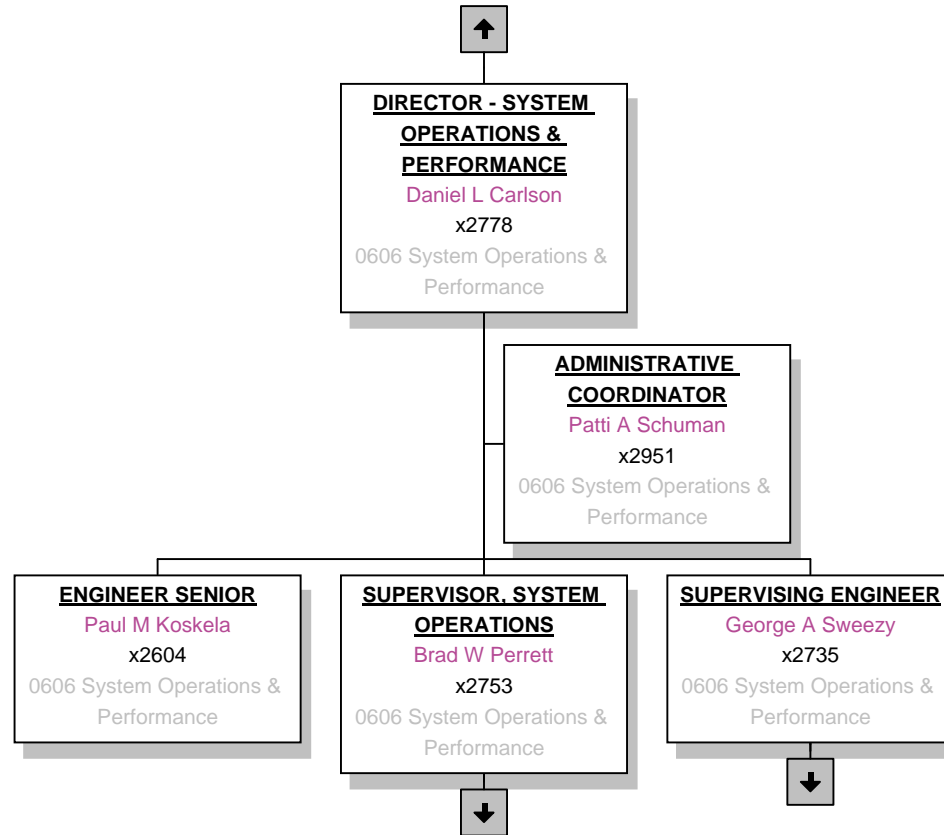 DIRECTOR - SYSTEM
OPERATIONS &
PERFORMANCE
Daniel L Carlson
x2778
0606 System Operations &
Performance
ADMINISTRATIVE
COORDINATOR
Patti A Schuman
x2951
0606 System Operations &
Performance
ENGINEER SENIOR
Paul M Koskela
x2604
0606 System Operations &
Performance
SUPERVISOR, SYSTEM
OPERATIONS
Brad W Perrett
x2753
0606 System Operations &
Performance
SUPERVISING ENGINEER
George A Sweezy
x2735
0606 System Operations &
Performance